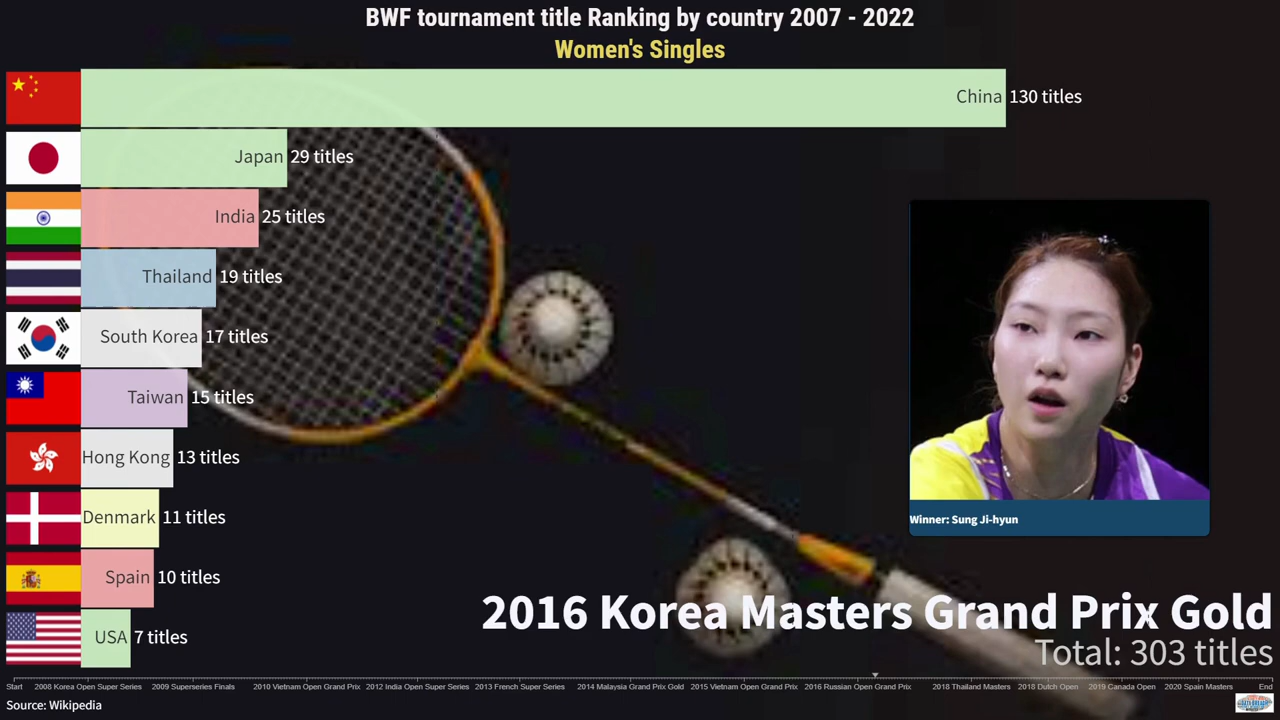 BWF tournament title Ranking by country 2007 - 2022
Women's Singles
China 130 titles
Japan 29 titles
India 25 titles
Thailand 19 titles
South Korea 17 titles
Taiwan 15 titles
Hong Kong 13 titles
Denmark 11 titles
Spain 10 titles
USA 7 titles
Winner: Sung Ji-hyun
2016 Korea Masters Grand Prix Gold
Total: 303 titles
Start 2008 Korea Open Super Series 2009 Superseries Finals 2010 Vietnam Open Grand Prix 2012 India Open Super Series 2013 French Super Series 2014 Malaysia Grand Prix Gold 2015 Vietnam Open Grand Prix 2016 Russian Open Grand Prix 2018 Thailand Masters 2018 Dutch Open 2019 Canada Open 2020 Spain Masters End
Source: Wikipedia